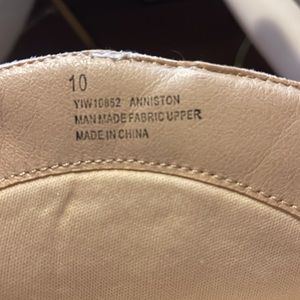 10
YIW10852 ANNISTON
MAN MADE FABRIC UPPER
MADE IN CHINA